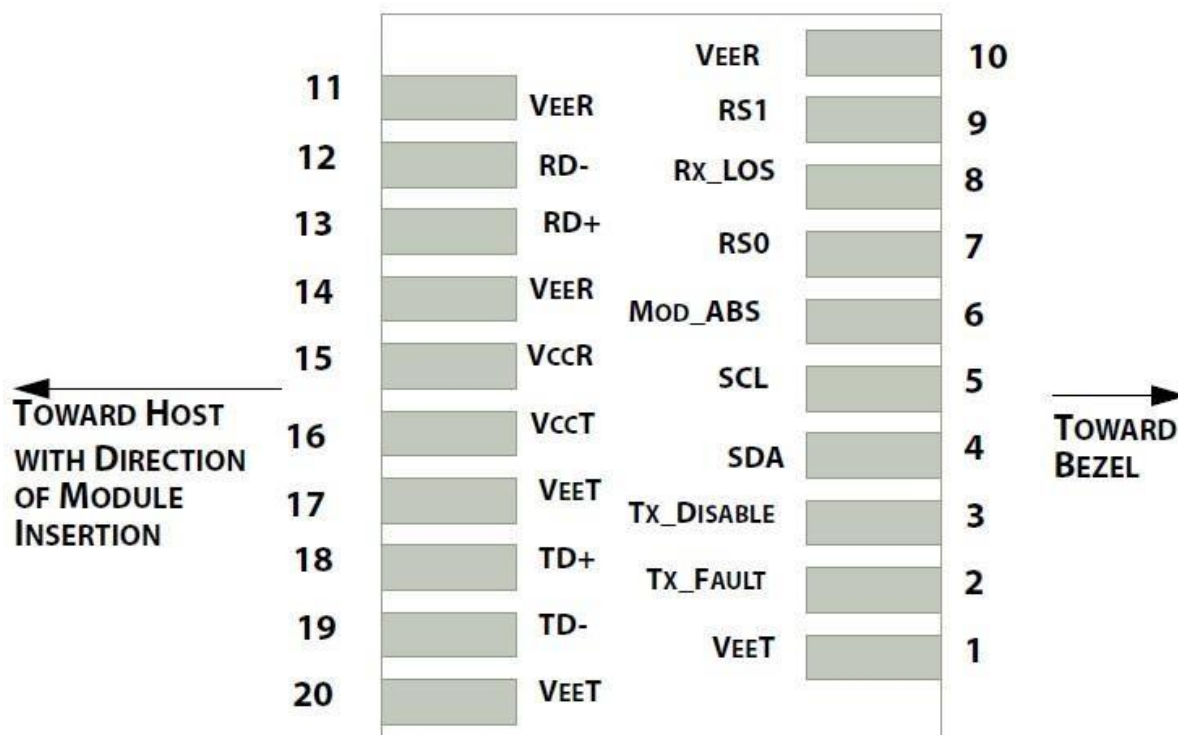 VEER 10
11 VEER
RS1 9
12 RD-
RX_LOS 8
13 RD+
RS0 7
14 VEER
MOD_ABS 6
15 VCCR
SCL 5
16 VCCT
SDA 4
17 VEET
TX_DISABLE 3
18 TD+
TX_FAULT 2
19 TD-
VEET 1
20 VEET
TOWARD HOST
WITH DIRECTION
OF MODULE
INSERTION
TOWARD
BEZEL